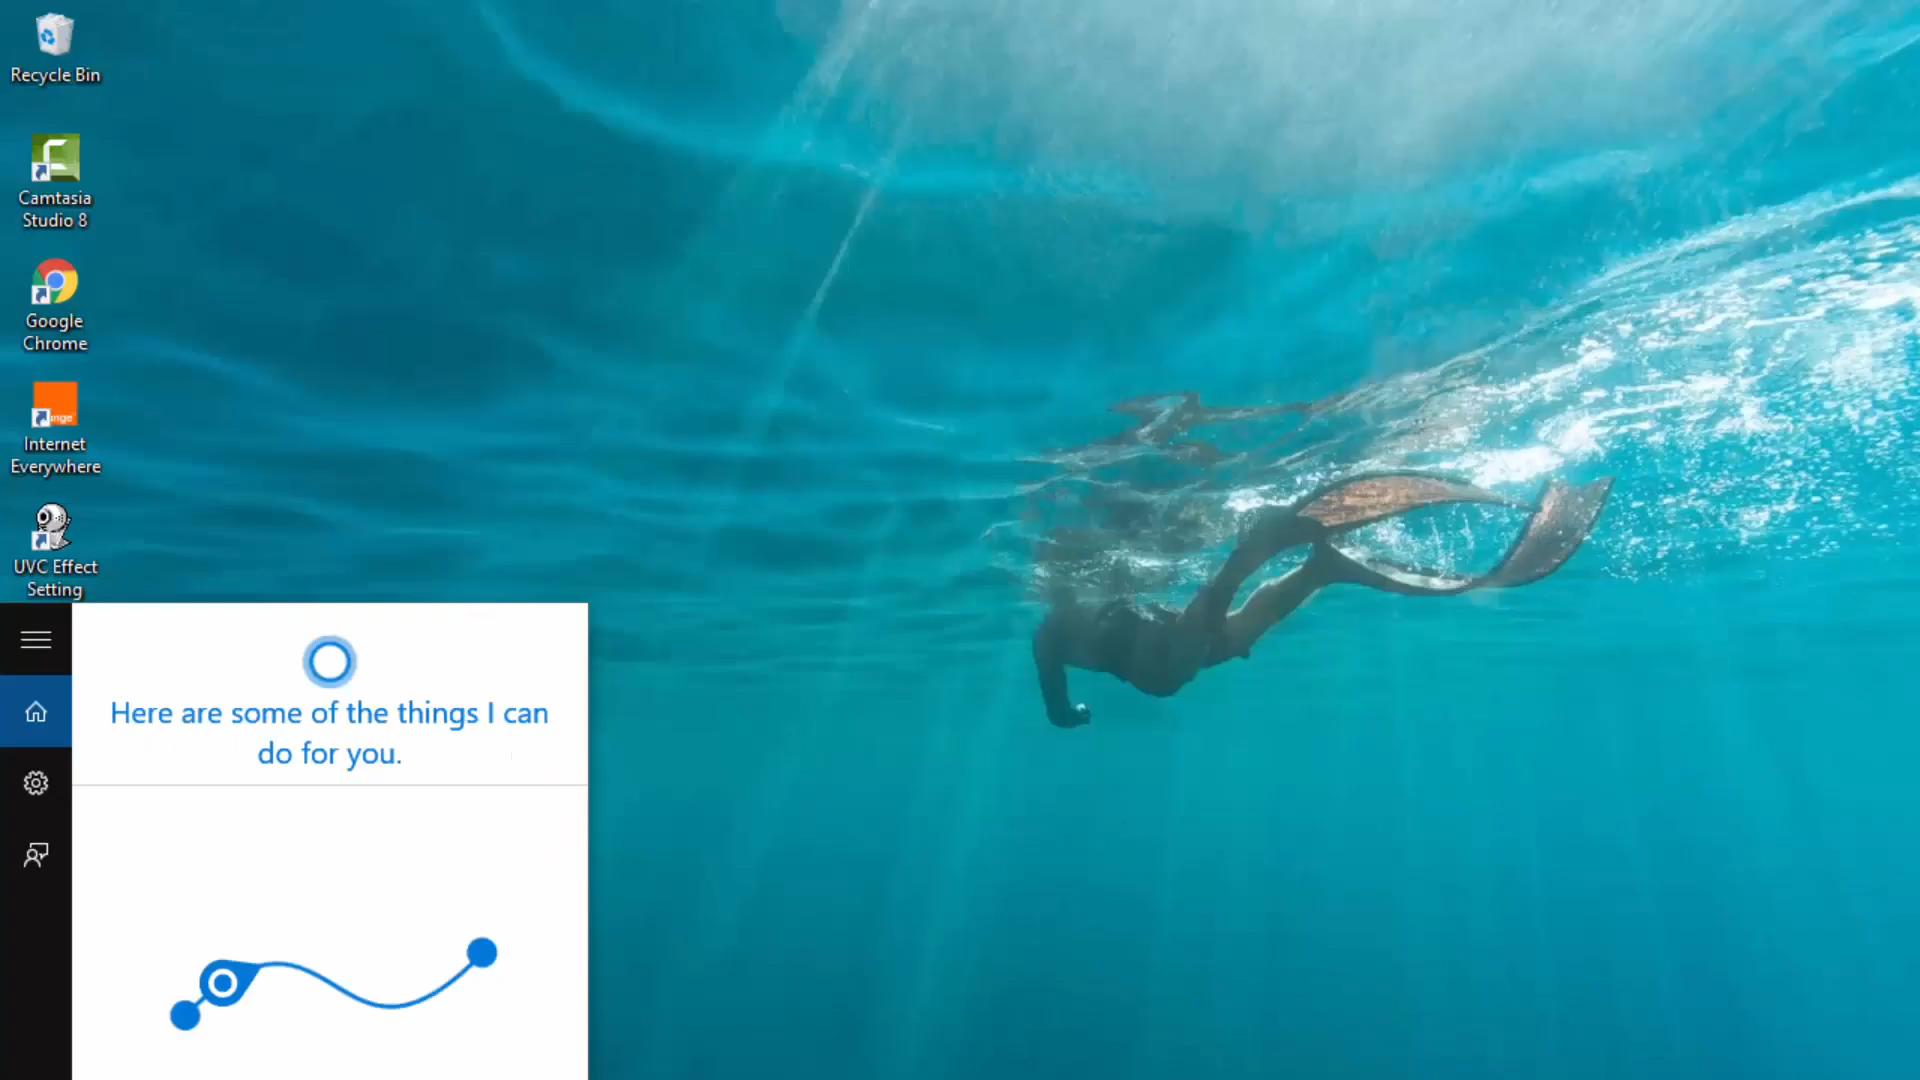 Recycle Bin
Camtasia
Studio 8
Google
Chrome
nge
Internet
Everywhere
UVC Effect
Setting
Here are some of the things I can
do for you.